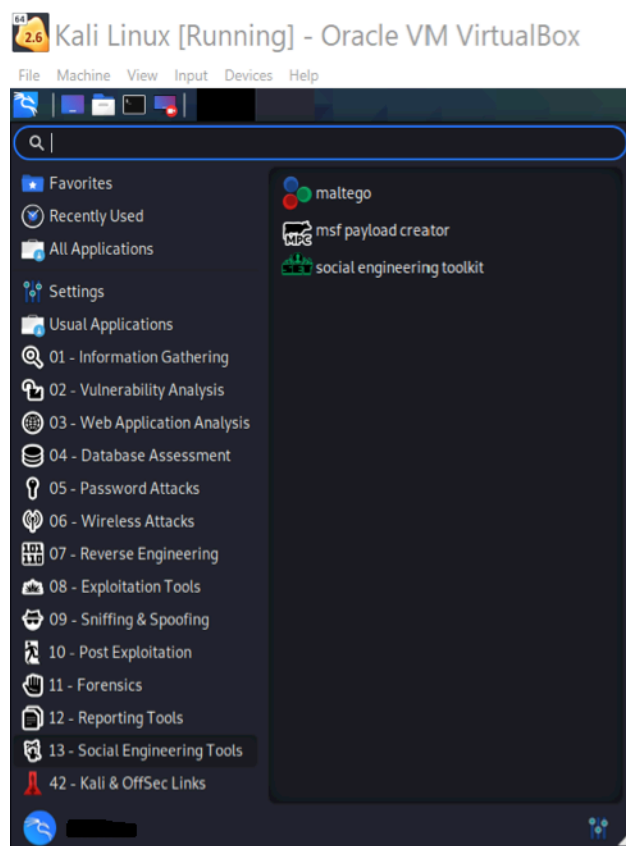 64
2.6
Kali Linux [Running] - Oracle VM VirtualBox
File Machine View Input Devices Help
Favorites
Recently Used
All Applications
Settings
Usual Applications
01 - Information Gathering
02 - Vulnerability Analysis
03 - Web Application Analysis
04 - Database Assessment
05 - Password Attacks
06 - Wireless Attacks
07 - Reverse Engineering
08 - Exploitation Tools
09 - Sniffing & Spoofing
10 - Post Exploitation
11 - Forensics
12 - Reporting Tools
13 - Social Engineering Tools
42 - Kali & OffSec Links
maltego
MPC
msf payload creator
SET
social engineering toolkit